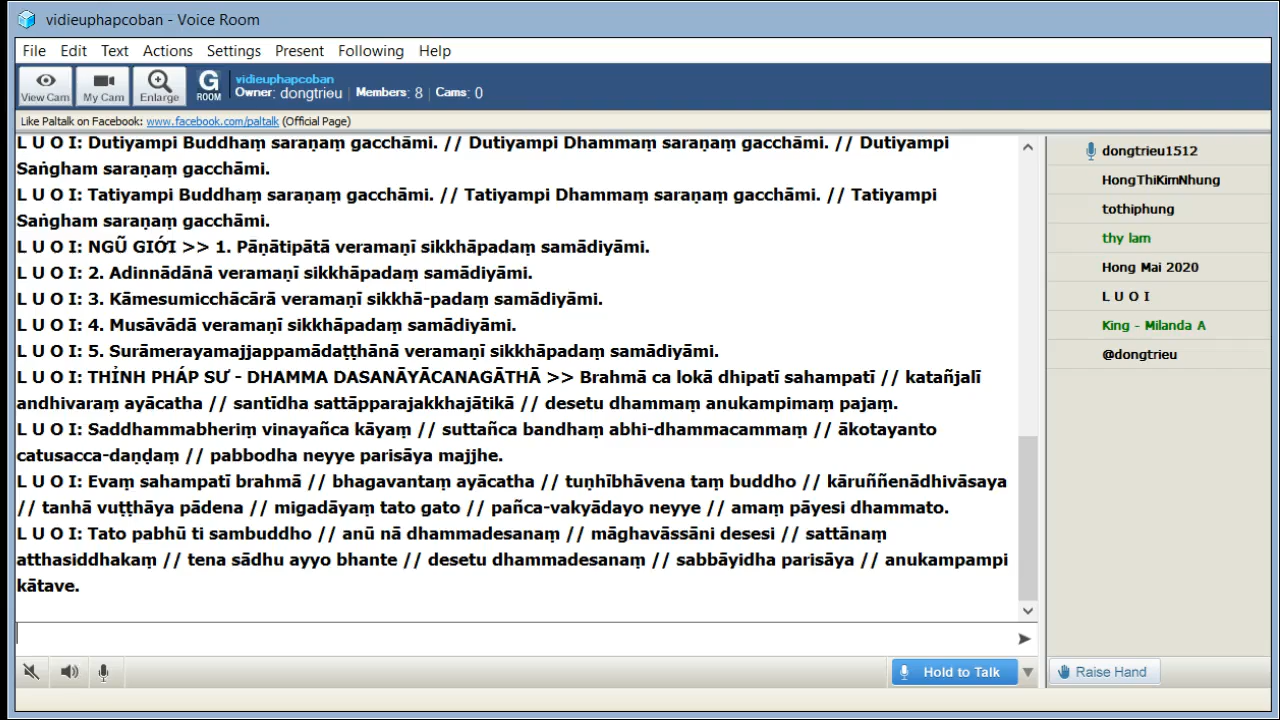 vidieuphapcoban - Voice Room
File Edit Text Actions Settings Present Following Help
View Cam My Cam Enlarge G ROOM
vidieuphapcoban
Owner: dongtrieu | Members: 8 | Cams: 0
Like Paltalk on Facebook: www.facebook.com/paltalk (Official Page)
L U O I: Dutiyampi Buddhaṃ saraṇaṃ gacchāmi. // Dutiyampi Dhammaṃ saraṇaṃ gacchāmi. // Dutiyampi
Saṅgham saraṇaṃ gacchāmi.
L U O I: Tatiyampi Buddhaṃ saraṇaṃ gacchāmi. // Tatiyampi Dhammaṃ saraṇaṃ gacchāmi. // Tatiyampi
Saṅgham saraṇaṃ gacchāmi.
L U O I: NGŨ GIỚI >> 1. Pāṇātipātā veramaṇī sikkhāpadaṃ samādiyāmi.
L U O I: 2. Adinnādānā veramaṇī sikkhāpadaṃ samādiyāmi.
L U O I: 3. Kāmesumicchācārā veramaṇī sikkhā-padaṃ samādiyāmi.
L U O I: 4. Musāvādā veramaṇī sikkhāpadaṃ samādiyāmi.
L U O I: 5. Surāmerayamajjappamādaṭṭhānā veramaṇī sikkhāpadaṃ samādiyāmi.
L U O I: THỈNH PHÁP SƯ - DHAMMA DASANĀYĀCANAGĀTHĀ >> Brahmā ca lokā dhipatī sahampatī // katañjalī
andhivaraṃ ayācatha // santīdha sattāpparajakkhajātikā // desetu dhammaṃ anukampimaṃ pajaṃ.
L U O I: Saddhammabheriṃ vinayañca kāyaṃ // suttañca bandhaṃ abhi-dhammacammaṃ // ākotayanto
catusacca-daṇḍaṃ // pabbodha neyye parisāya majjhe.
L U O I: Evaṃ sahampatī brahmā // bhagavantaṃ ayācatha // tuṇhībhāvena taṃ buddho // kāruññenādhivāsaya
// tanhā vuṭṭhāya pādena // migadāyaṃ tato gato // pañca-vakyādayo neyye // amaṃ pāyesi dhammato.
L U O I: Tato pabhū ti sambuddho // anū nā dhammadesanaṃ // māghavāssāni desesi // sattānaṃ
atthasiddhakaṃ // tena sādhu ayyo bhante // desetu dhammadesanaṃ // sabbāyidha parisāya // anukampampi
kātave.
dongtrieu1512
HongThiKimNhung
tothiphung
thy lam
Hong Mai 2020
L U O I
King - Milanda A
@dongtrieu
Hold to Talk
Raise Hand